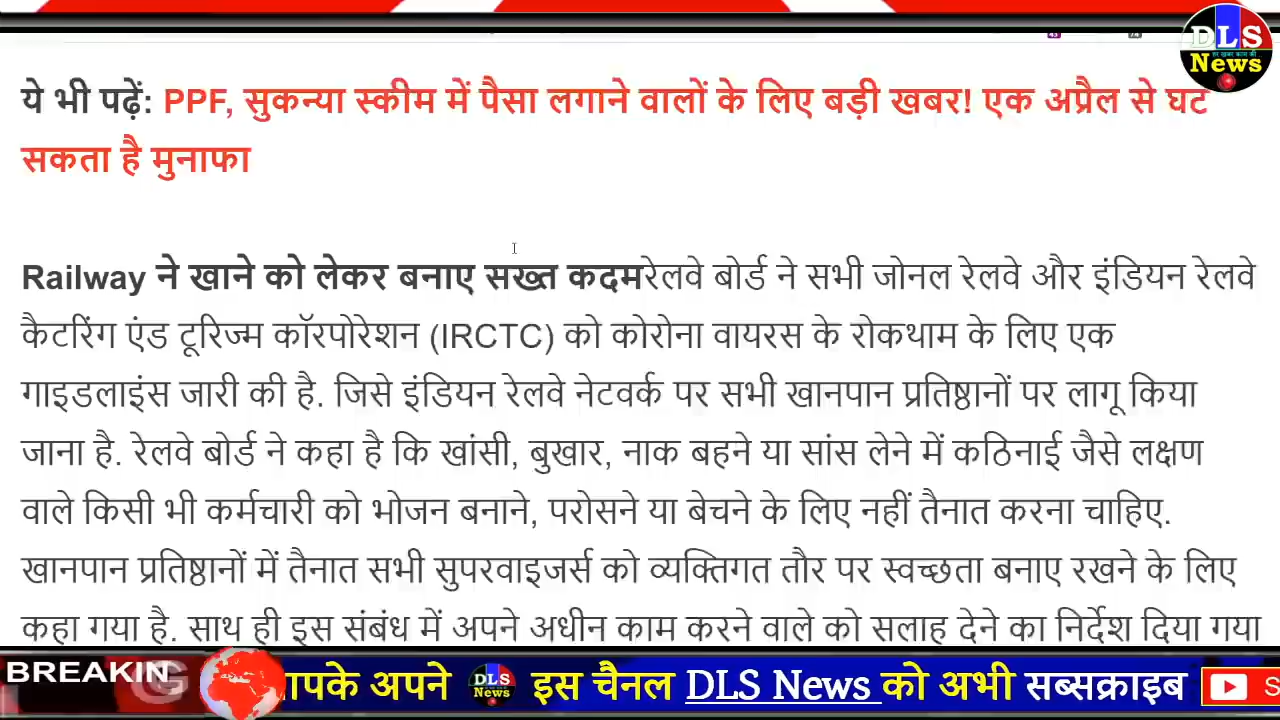 DLS
News
ये भी पढ़ें: PPF, सुकन्या स्कीम में पैसा लगाने वालों के लिए बड़ी खबर! एक अप्रैल से घट
सकता है मुनाफा
Railway ने खाने को लेकर बनाए सख्त कदमरेलवे बोर्ड ने सभी जोनल रेलवे और इंडियन रेलवे
कैटरिंग एंड टूरिज्म कॉरपोरेशन (IRCTC) को कोरोना वायरस के रोकथाम के लिए एक
गाइडलाइंस जारी की है. जिसे इंडियन रेलवे नेटवर्क पर सभी खानपान प्रतिष्ठानों पर लागू किया
जाना है. रेलवे बोर्ड ने कहा है कि खांसी, बुखार, नाक बहने या सांस लेने में कठिनाई जैसे लक्षण
वाले किसी भी कर्मचारी को भोजन बनाने, परोसने या बेचने के लिए नहीं तैनात करना चाहिए.
खानपान प्रतिष्ठानों में तैनात सभी सुपरवाइजर्स को व्यक्तिगत तौर पर स्वच्छता बनाए रखने के लिए
कहा गया है. साथ ही इस संबंध में अपने अधीन काम करने वाले को सलाह देने का निर्देश दिया गया
BREAKIN G ापके अपने DLS News इस चैनल DLS News को अभी सब्सक्राइब S